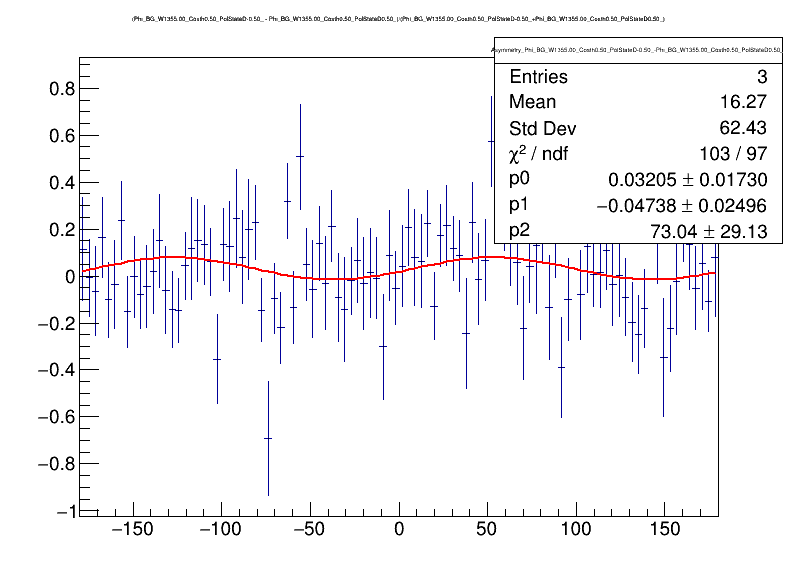 (Phi_BG_W1355.00_Costh0.50_PolStateD-0.50_- Phi_BG_W1355.00_Costh0.50_PolStateD0.50_)/(Phi_BG_W1355.00_Costh0.50_PolStateD-0.50_+Phi_BG_W1355.00_Costh0.50_PolStateD0.50_)
Asymmetry_Phi_BG_W1355.00_Costh0.50_PolStateD-0.50_-Phi_BG_W1355.00_Costh0.50_PolStateD0.50_
Entries 3
Mean 16.27
Std Dev 62.43
χ² / ndf 103 / 97
p0 0.03205 ± 0.01730
p1 −0.04738 ± 0.02496
p2 73.04 ± 29.13
0.8
0.6
0.4
0.2
0
−0.2
−0.4
−0.6
−0.8
−1
−150 −100 −50 0 50 100 150